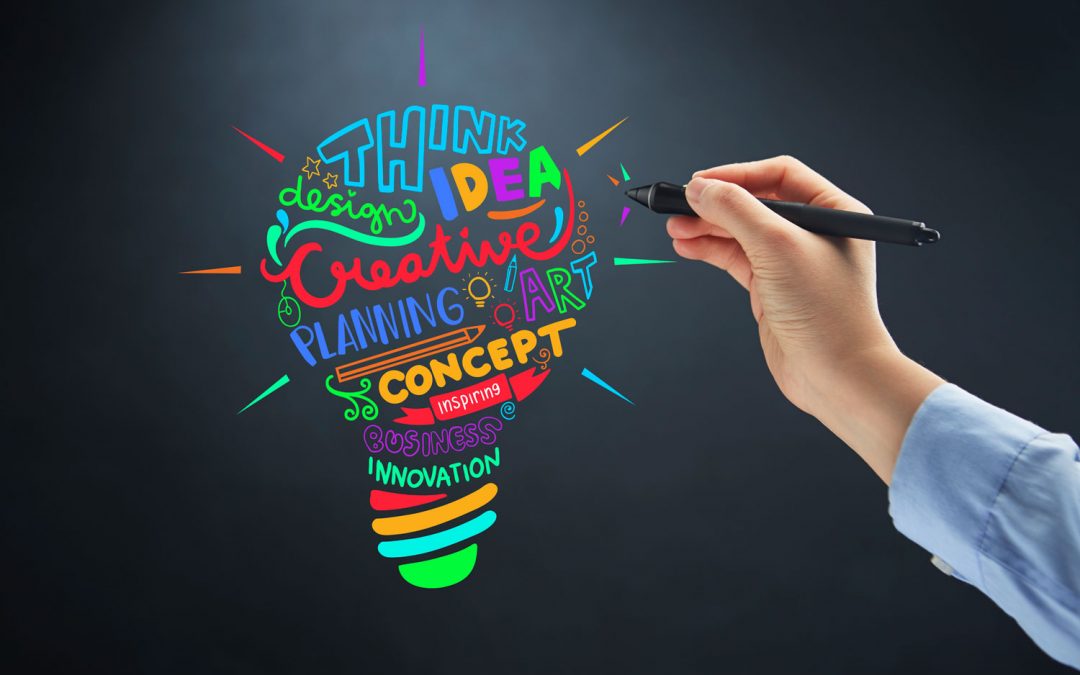 THINK
IDEA
design
Creative
ART
PLANNING
CONCEPT
inspiring
BUSINESS
INNOVATION